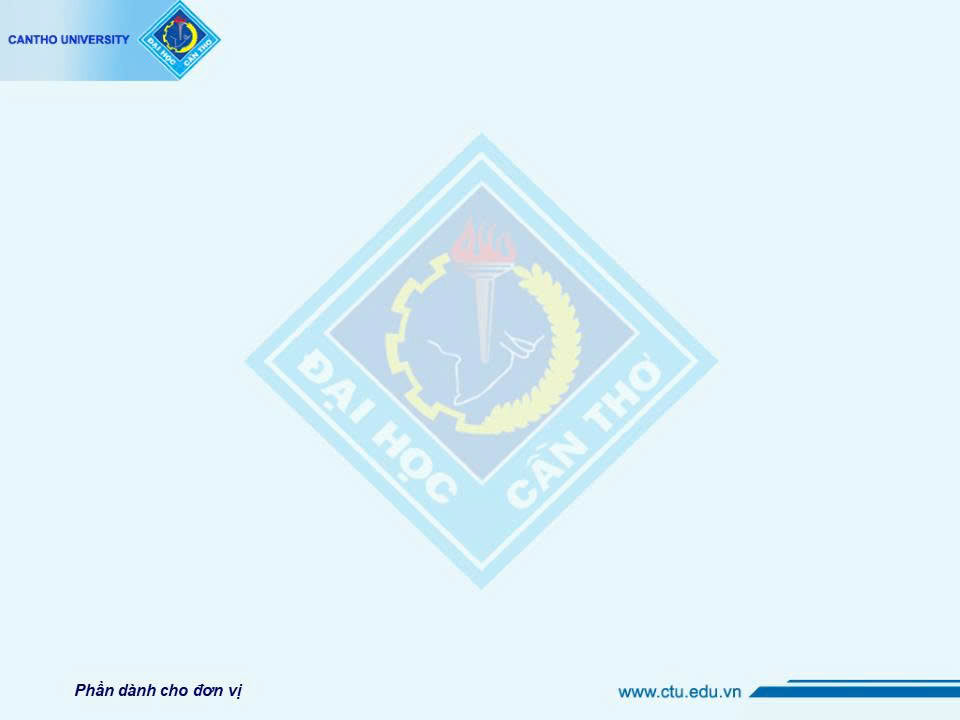 CANTHO UNIVERSITY
ĐẠI HỌC
CẦN THƠ
ĐẠI HỌC
CẦN THƠ
Phần dành cho đơn vị
www.ctu.edu.vn